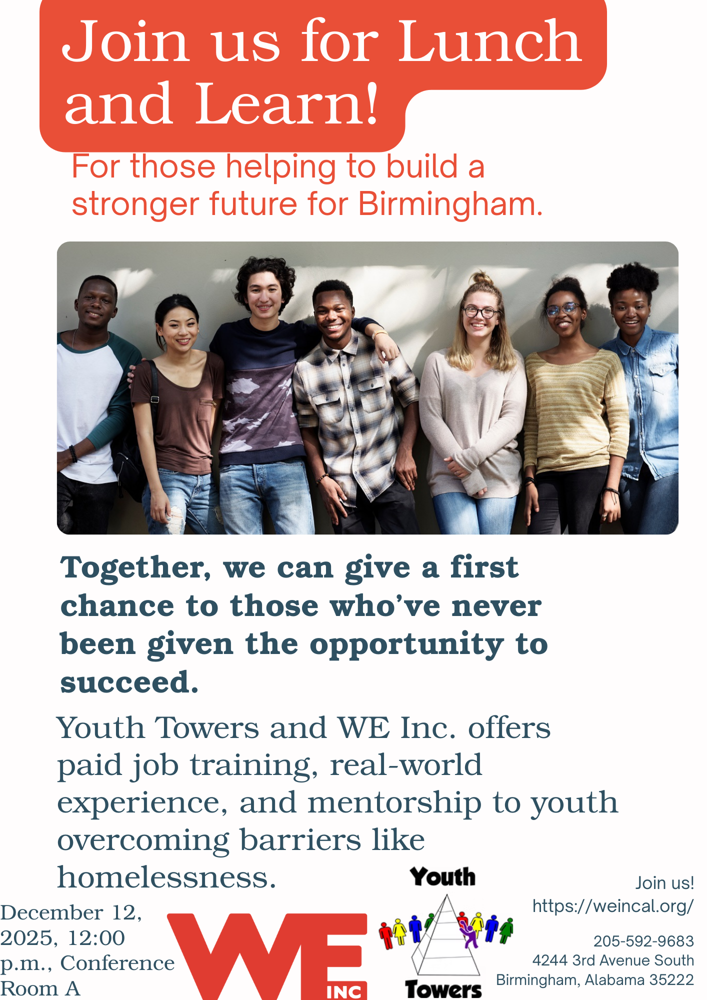 Join us for Lunch
and Learn!
For those helping to build a
stronger future for Birmingham.
Together, we can give a first
chance to those who’ve never
been given the opportunity to
succeed.
Youth Towers and WE Inc. offers
paid job training, real-world
experience, and mentorship to youth
overcoming barriers like
homelessness.
December 12,
2025, 12:00
p.m., Conference
Room A
WE
INC
Youth
Towers
Join us!
https://weincal.org/
205-592-9683
4244 3rd Avenue South
Birmingham, Alabama 35222